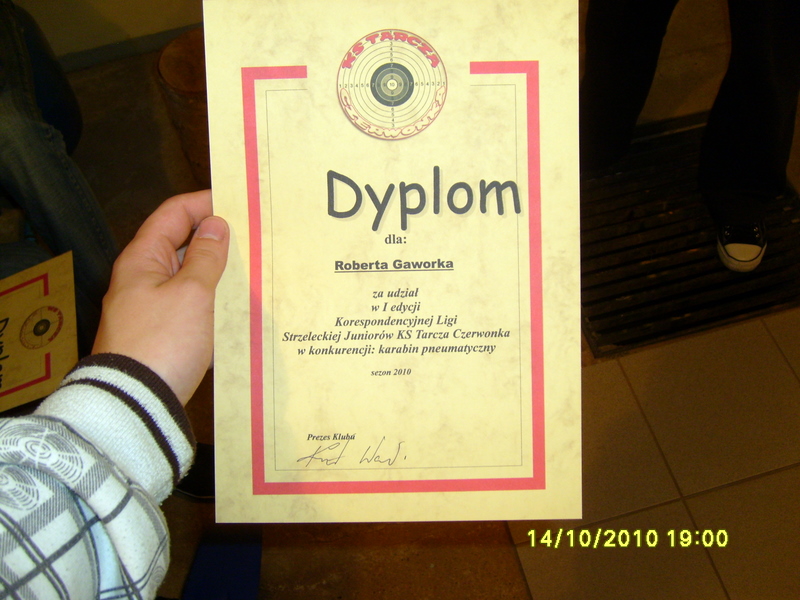 KS TARCZA
CZERWONKA
Dyplom
dla:
Roberta Gaworka
za udział
w I edycji
Korespondencyjnej Ligi
Strzeleckiej Juniorów KS Tarcza Czerwonka
w konkurencji: karabin pneumatyczny
sezon 2010
Prezes Klubu
Dyplom
14/10/2010 19:00